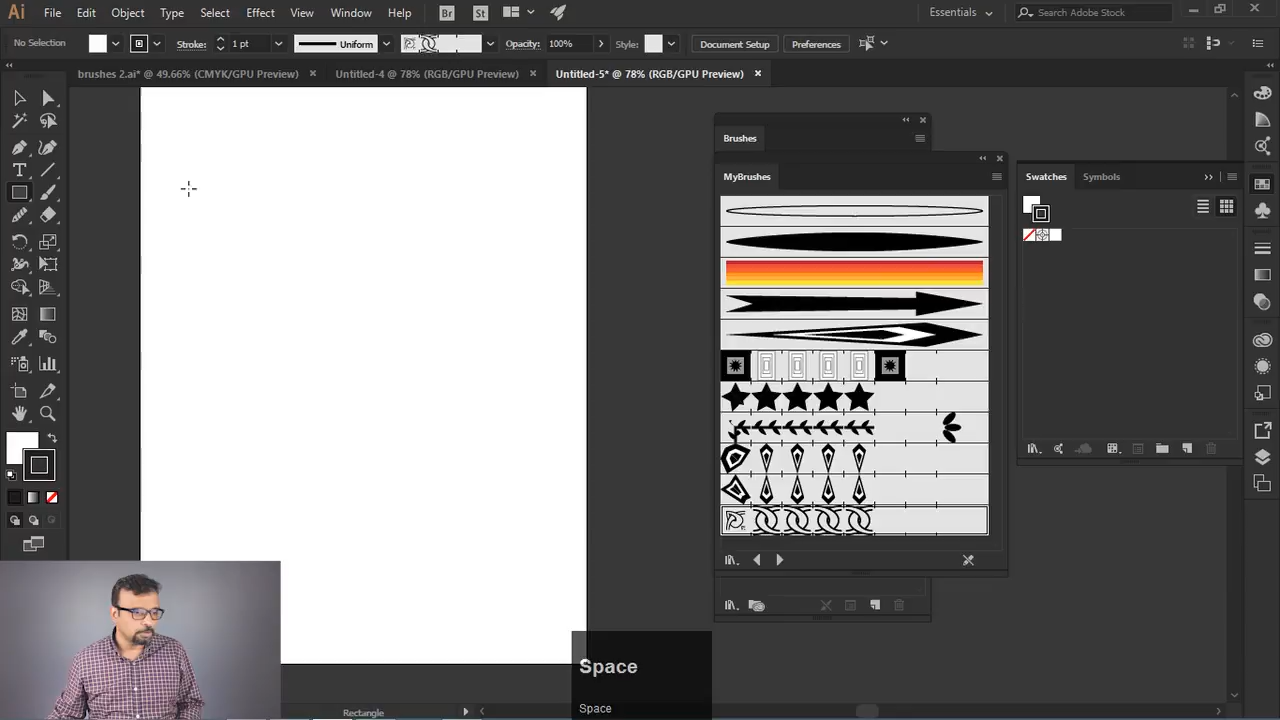 Ai File Edit Object Type Select Effect View Window Help Br St Essentials Search Adobe Stock
No Selection Stroke: 1 pt Uniform Opacity: 100% Style: Document Setup Preferences
brushes 2.ai* @ 49.66% (CMYK/GPU Preview) × Untitled-4 @ 78% (RGB/GPU Preview) × Untitled-5* @ 78% (RGB/GPU Preview) ×
Brushes
MyBrushes
Swatches Symbols
Space
Space
Rectangle